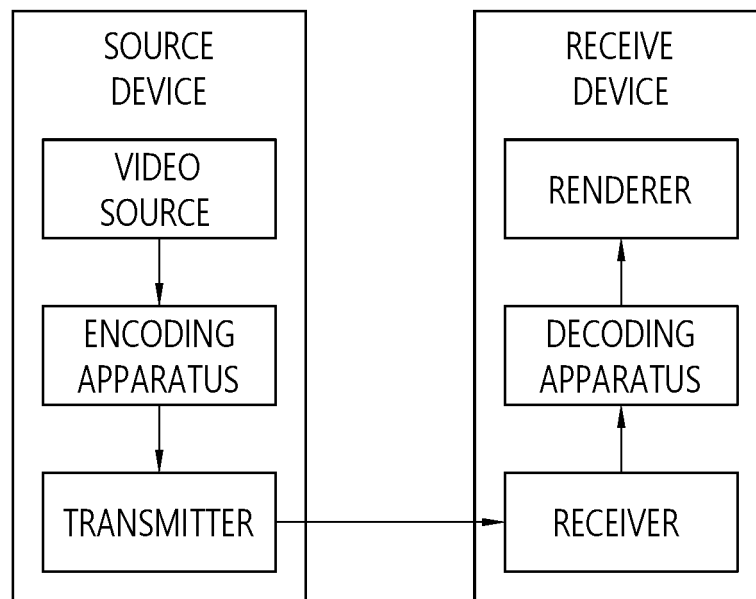 SOURCE
DEVICE
VIDEO
SOURCE
ENCODING
APPARATUS
TRANSMITTER
RECEIVE
DEVICE
RENDERER
DECODING
APPARATUS
RECEIVER